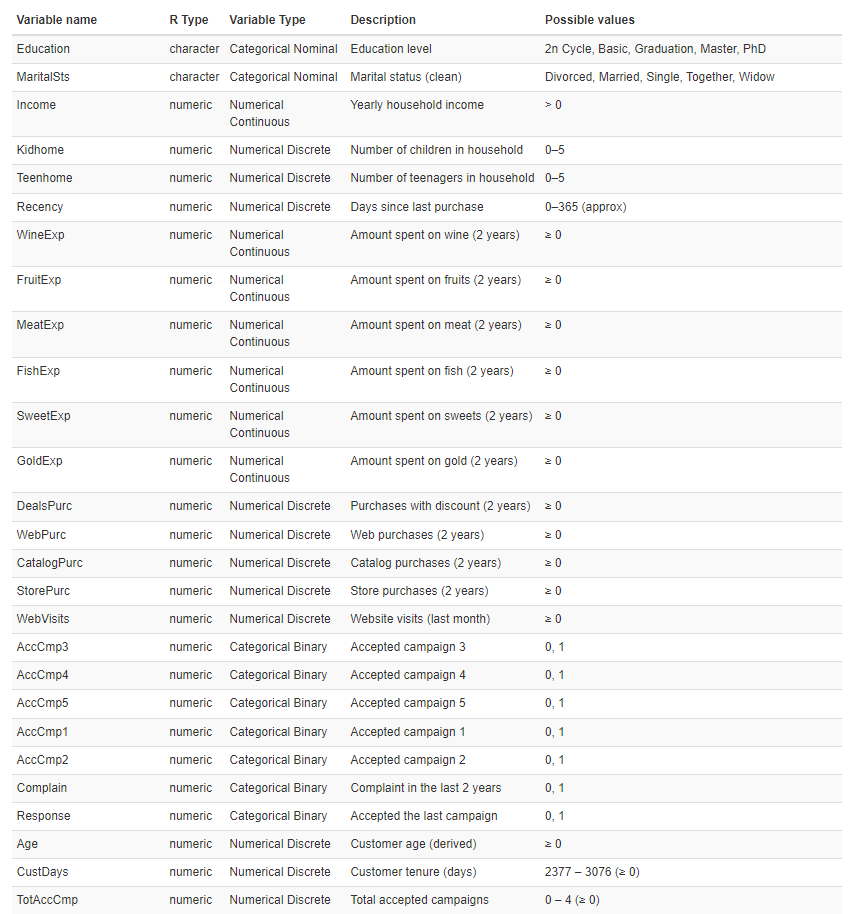 Variable name R Type Variable Type Description Possible values
Education character Categorical Nominal Education level 2n Cycle, Basic, Graduation, Master, PhD
MaritalSts character Categorical Nominal Marital status (clean) Divorced, Married, Single, Together, Widow
Income numeric Numerical Yearly household income > 0
Continuous
Kidhome numeric Numerical Discrete Number of children in household 0–5
Teenhome numeric Numerical Discrete Number of teenagers in household 0–5
Recency numeric Numerical Discrete Days since last purchase 0–365 (approx)
WineExp numeric Numerical Amount spent on wine (2 years) ≥ 0
Continuous
FruitExp numeric Numerical Amount spent on fruits (2 years) ≥ 0
Continuous
MeatExp numeric Numerical Amount spent on meat (2 years) ≥ 0
Continuous
FishExp numeric Numerical Amount spent on fish (2 years) ≥ 0
Continuous
SweetExp numeric Numerical Amount spent on sweets (2 years) ≥ 0
Continuous
GoldExp numeric Numerical Amount spent on gold (2 years) ≥ 0
Continuous
DealsPurc numeric Numerical Discrete Purchases with discount (2 years) ≥ 0
WebPurc numeric Numerical Discrete Web purchases (2 years) ≥ 0
CatalogPurc numeric Numerical Discrete Catalog purchases (2 years) ≥ 0
StorePurc numeric Numerical Discrete Store purchases (2 years) ≥ 0
WebVisits numeric Numerical Discrete Website visits (last month) ≥ 0
AccCmp3 numeric Categorical Binary Accepted campaign 3 0, 1
AccCmp4 numeric Categorical Binary Accepted campaign 4 0, 1
AccCmp5 numeric Categorical Binary Accepted campaign 5 0, 1
AccCmp1 numeric Categorical Binary Accepted campaign 1 0, 1
AccCmp2 numeric Categorical Binary Accepted campaign 2 0, 1
Complain numeric Categorical Binary Complaint in the last 2 years 0, 1
Response numeric Categorical Binary Accepted the last campaign 0, 1
Age numeric Numerical Discrete Customer age (derived) ≥ 0
CustDays numeric Numerical Discrete Customer tenure (days) 2377 – 3076 (≥ 0)
TotAccCmp numeric Numerical Discrete Total accepted campaigns 0 – 4 (≥ 0)